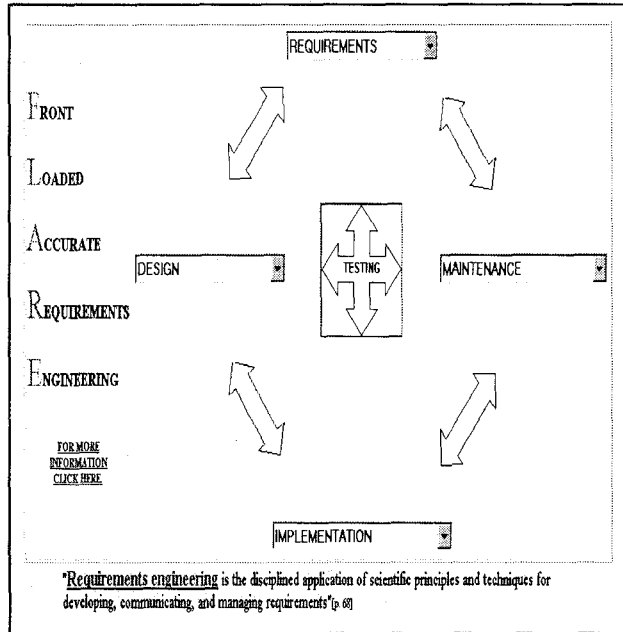 REQUIREMENTS
FRONT
LOADED
ACCURATE
REQUIREMENTS
ENGINEERING
DESIGN
TESTING
MAINTENANCE
FOR MORE
INFORMATION
CLICK HERE
IMPLEMENTATION
"Requirements engineering is the disciplined application of scientific principles and techniques for
developing, communicating, and managing requirements"[p. 68]